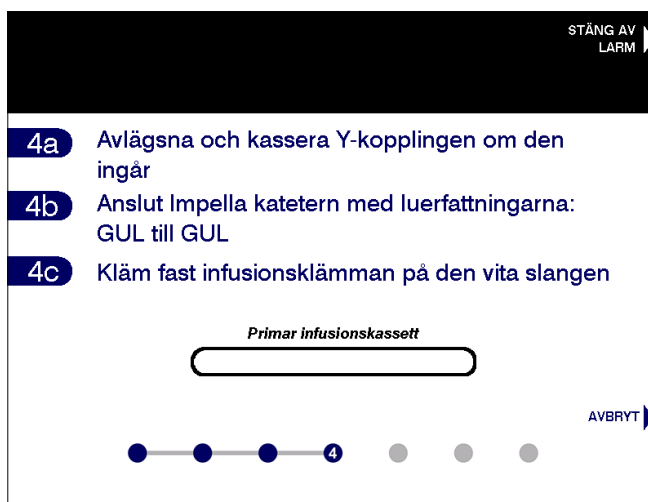 STÄNG AV
LARM
4a Avlägsna och kassera Y-kopplingen om den
ingår
4b Anslut Impella katetern med luerfattningarna:
GUL till GUL
4c Kläm fast infusionsklämman på den vita slangen
Primar infusionskassett
AVBRYT
4